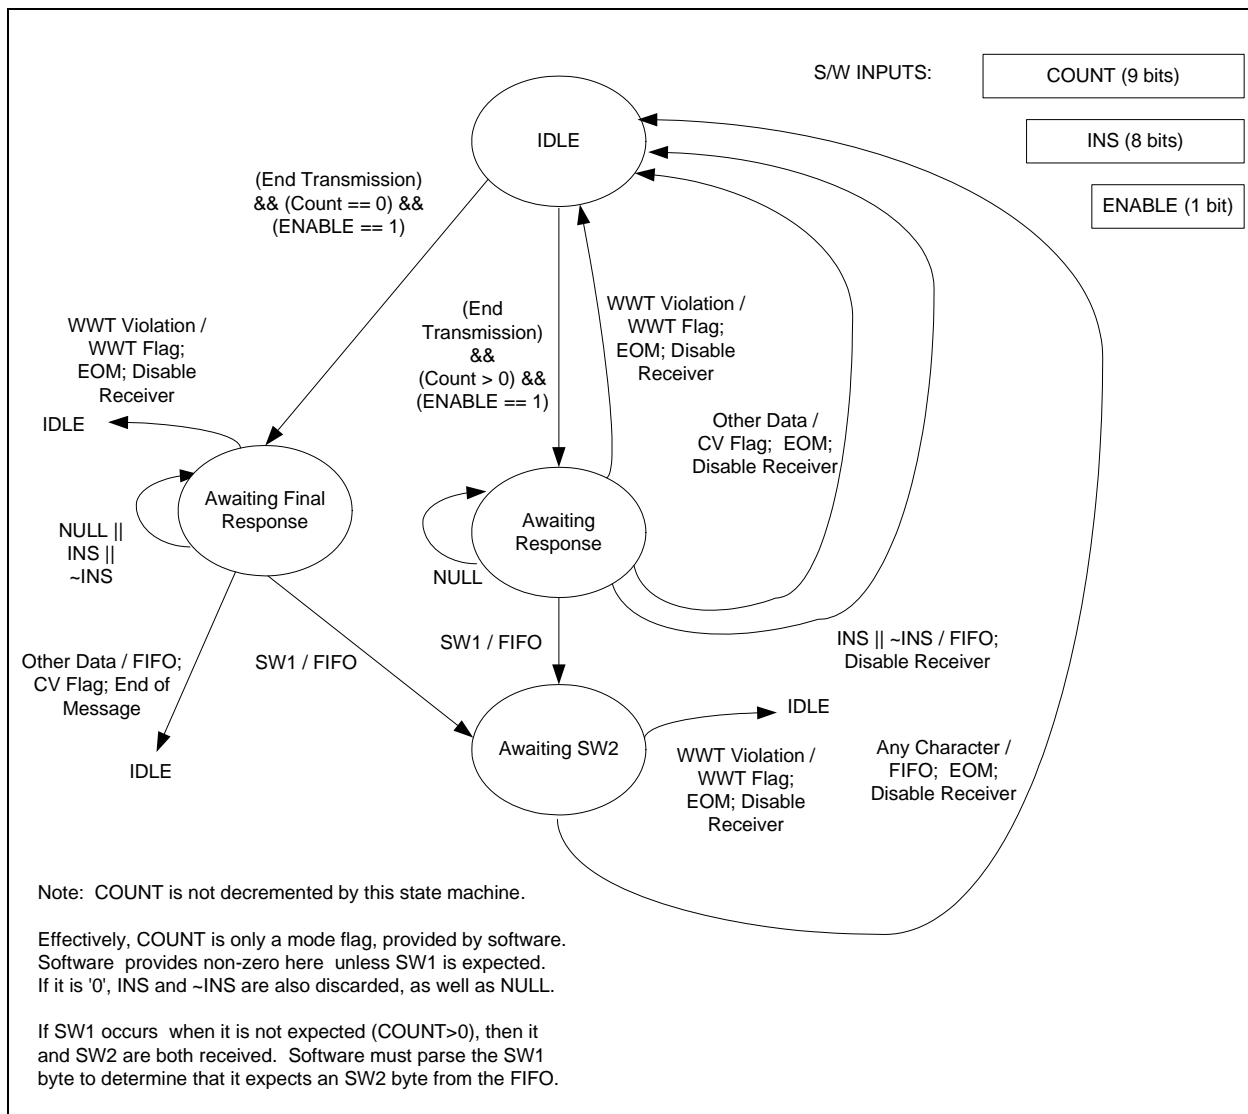 S/W INPUTS:
COUNT (9 bits)
INS (8 bits)
ENABLE (1 bit)
IDLE
(End Transmission)
&& (Count == 0) &&
(ENABLE == 1)
(End
Transmission)
&&
(Count > 0) &&
(ENABLE == 1)
WWT Violation /
WWT Flag;
EOM; Disable
Receiver
WWT Violation /
WWT Flag;
EOM; Disable
Receiver
IDLE
Other Data /
CV Flag;  EOM;
Disable Receiver
Awaiting Final
Response
NULL ||
INS ||
~INS
Awaiting
Response
NULL
Other Data / FIFO;
CV Flag; End of
Message
SW1 / FIFO
SW1 / FIFO
INS || ~INS / FIFO;
Disable Receiver
IDLE
Awaiting SW2
IDLE
WWT Violation /
WWT Flag;
EOM; Disable
Receiver
Any Character /
FIFO;  EOM;
Disable Receiver
Note:  COUNT is not decremented by this state machine.
Effectively, COUNT is only a mode flag, provided by software.
Software  provides non-zero here  unless SW1 is expected.
If it is '0', INS and ~INS are also discarded, as well as NULL.
If SW1 occurs  when it is not expected (COUNT>0), then it
and SW2 are both received.  Software must parse the SW1
byte to determine that it expects an SW2 byte from the FIFO.